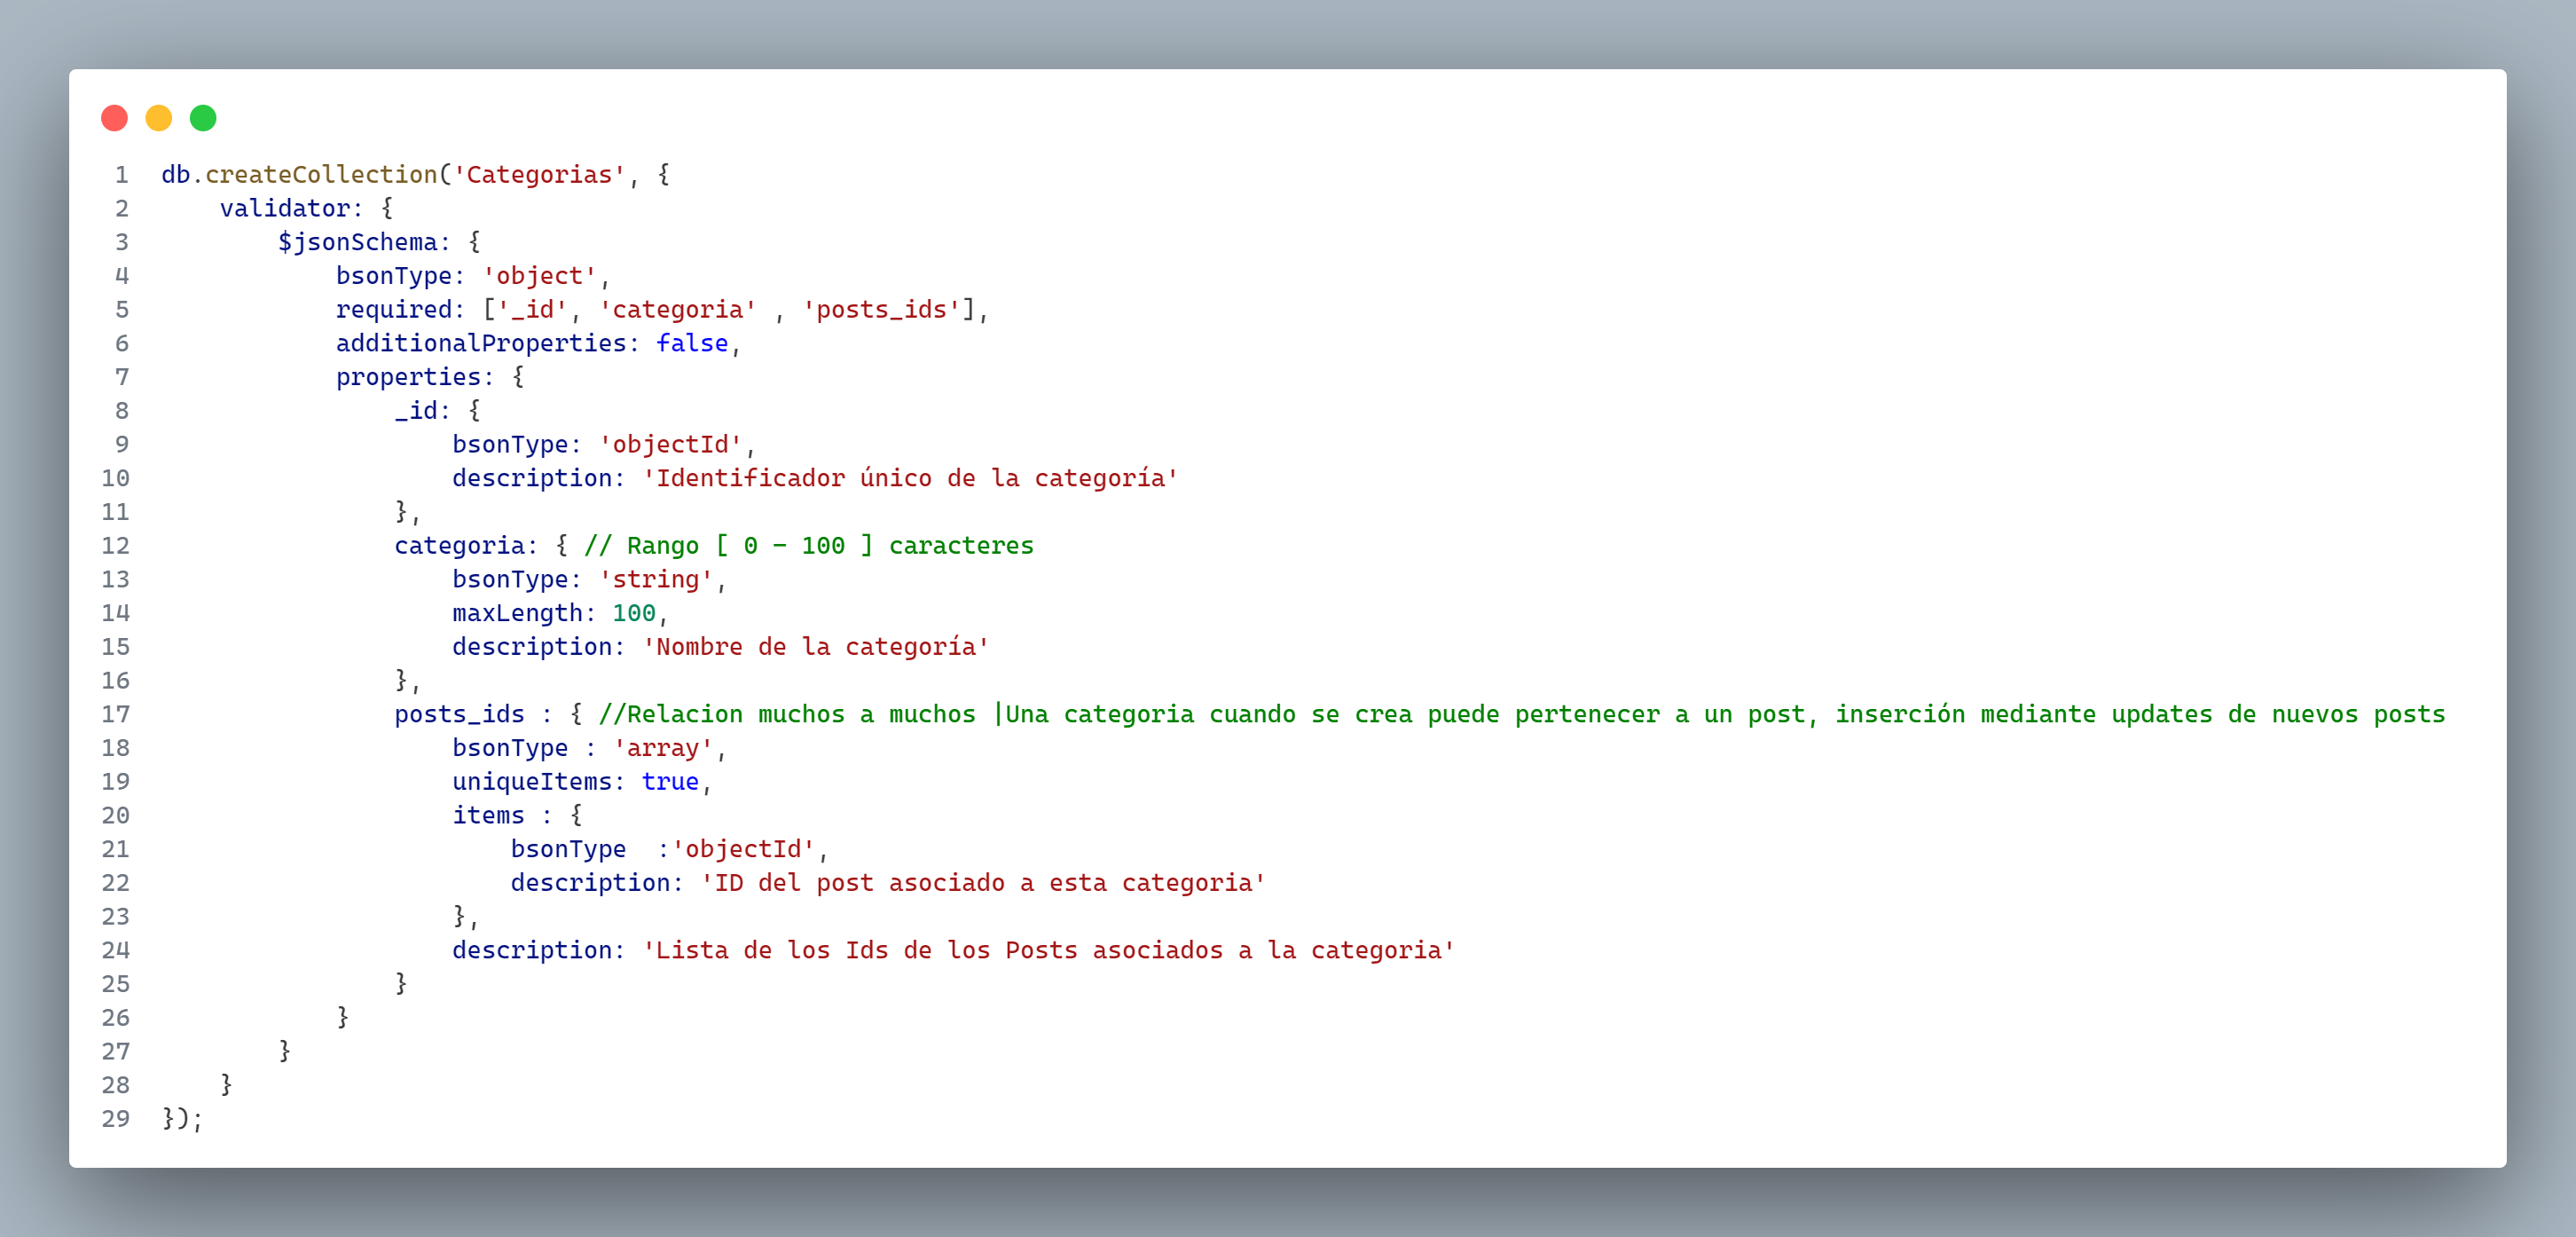 1 db.createCollection('Categorias', {
2     validator: {
3         $jsonSchema: {
4             bsonType: 'object',
5             required: ['_id', 'categoria' , 'posts_ids'],
6             additionalProperties: false,
7             properties: {
8                 _id: {
9                     bsonType: 'objectId',
10                     description: 'Identificador único de la categoría'
11                 },
12                 categoria: { // Rango [ 0 - 100 ] caracteres
13                     bsonType: 'string',
14                     maxLength: 100,
15                     description: 'Nombre de la categoría'
16                 },
17                 posts_ids : { //Relacion muchos a muchos |Una categoria cuando se crea puede pertenecer a un post, inserción mediante updates de nuevos posts
18                     bsonType : 'array',
19                     uniqueItems: true,
20                     items : {
21                         bsonType  :'objectId',
22                         description: 'ID del post asociado a esta categoria'
23                     },
24                     description: 'Lista de los Ids de los Posts asociados a la categoria'
25                 }
26             }
27         }
28     }
29 });